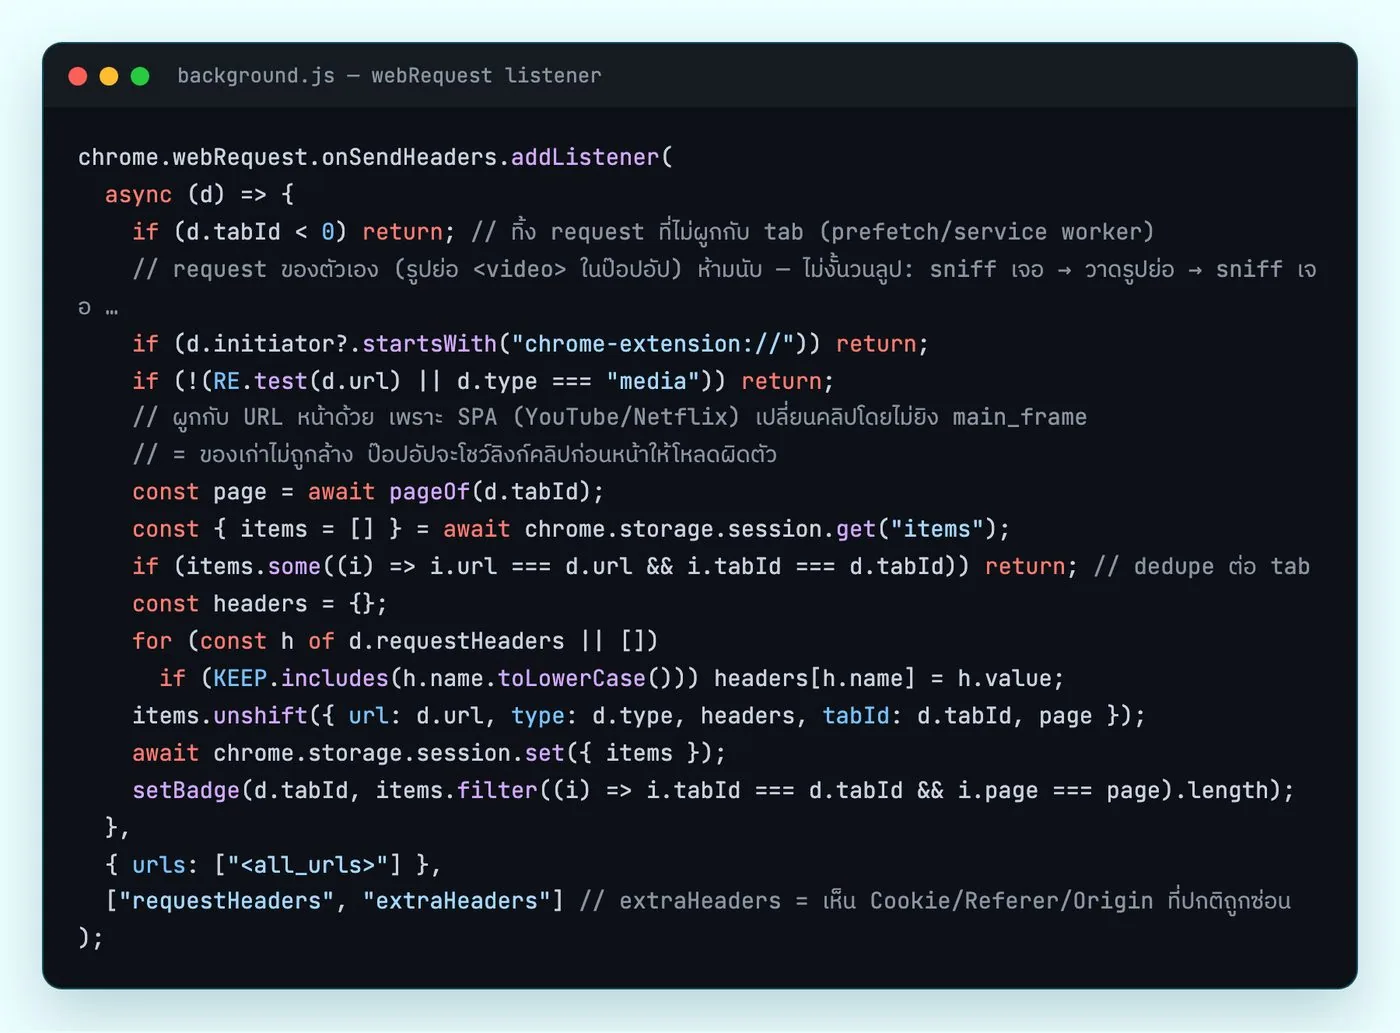 background.js — webRequest listener
chrome.webRequest.onSendHeaders.addListener(
  async (d) => {
    if (d.tabId < 0) return; // ทิ้ง request ที่ไม่ผูกกับ tab (prefetch/service worker)
    // request ของตัวเอง (รูปย่อ <video> ในป๊อปอัป) ห้ามนับ — ไม่งั้นวนลูป: sniff เจอ → วาดรูปย่อ → sniff เจ
อ …
    if (d.initiator?.startsWith("chrome-extension://")) return;
    if (!(RE.test(d.url) || d.type === "media")) return;
    // ผูกกับ URL หน้าด้วย เพราะ SPA (YouTube/Netflix) เปลี่ยนคลิปโดยไม่ยิง main_frame
    // = ของเก่าไม่ถูกล้าง ป๊อปอัปจะโชว์ลิงก์คลิปก่อนหน้าให้โหลดผิดตัว
    const page = await pageOf(d.tabId);
    const { items = [] } = await chrome.storage.session.get("items");
    if (items.some((i) => i.url === d.url && i.tabId === d.tabId)) return; // dedupe ต่อ tab
    const headers = {};
    for (const h of d.requestHeaders || [])
      if (KEEP.includes(h.name.toLowerCase())) headers[h.name] = h.value;
    items.unshift({ url: d.url, type: d.type, headers, tabId: d.tabId, page });
    await chrome.storage.session.set({ items });
    setBadge(d.tabId, items.filter((i) => i.tabId === d.tabId && i.page === page).length);
  },
  { urls: ["<all_urls>"] },
  ["requestHeaders", "extraHeaders"] // extraHeaders = เห็น Cookie/Referer/Origin ที่ปกติถูกซ่อน
);